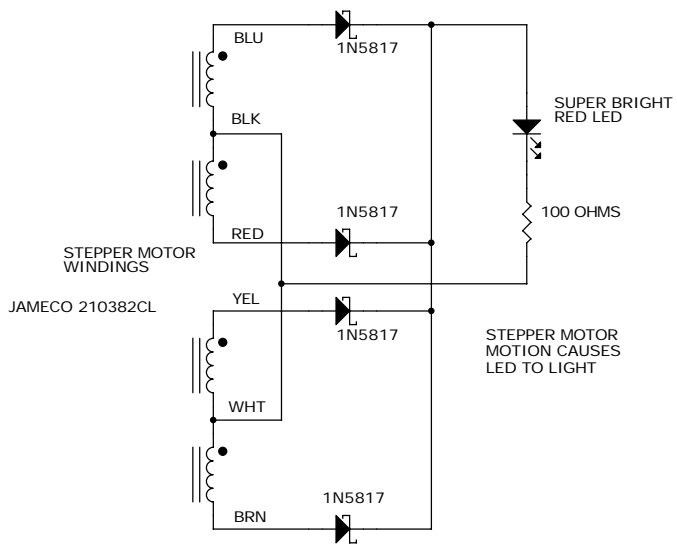 BLU
1N5817
SUPER BRIGHT
RED LED
BLK
1N5817
100 OHMS
RED
STEPPER MOTOR
WINDINGS
JAMECO 210382CL
YEL
1N5817
STEPPER MOTOR
MOTION CAUSES
LED TO LIGHT
WHT
1N5817
BRN